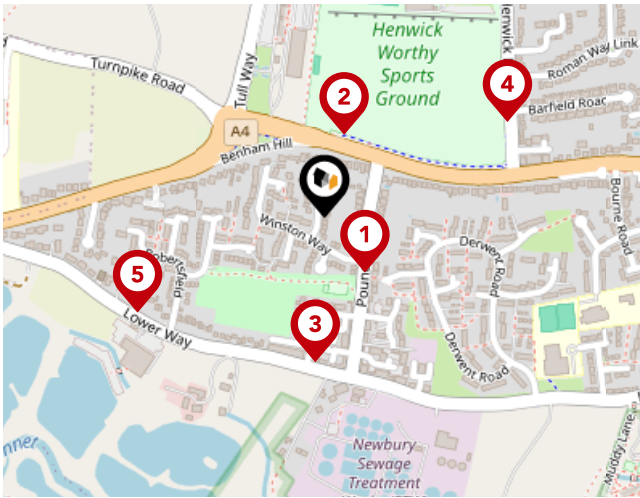 Henwick
Worthy
Sports
Ground
Henwick
Roman Way Link
Turnpike Road
Tull Way
4
2
Barfield Road
A4
Benham Hill
Bourne Road
Winston Way
1
Derwent Road
Robertsfield
5
Poun
Lower Way
3
Derwent Road
Newbury
Sewage
Treatment
Muddy Lane